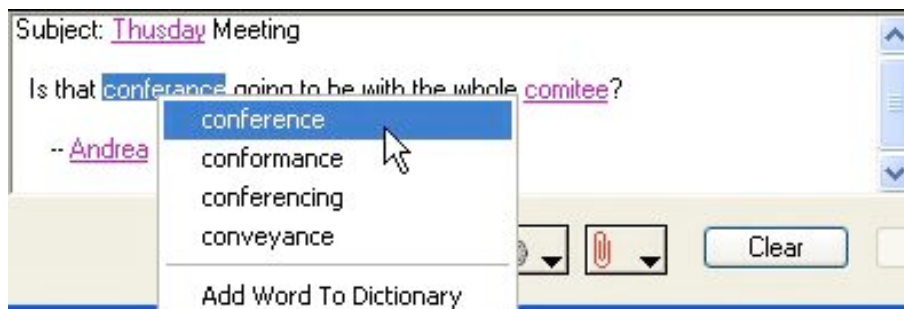 Subject: Thusday Meeting
Is that conferance going to be with the whole comitee?
conference
-- Andrea
conformance
conferencing
conveyance
Clear
Add Word To Dictionary